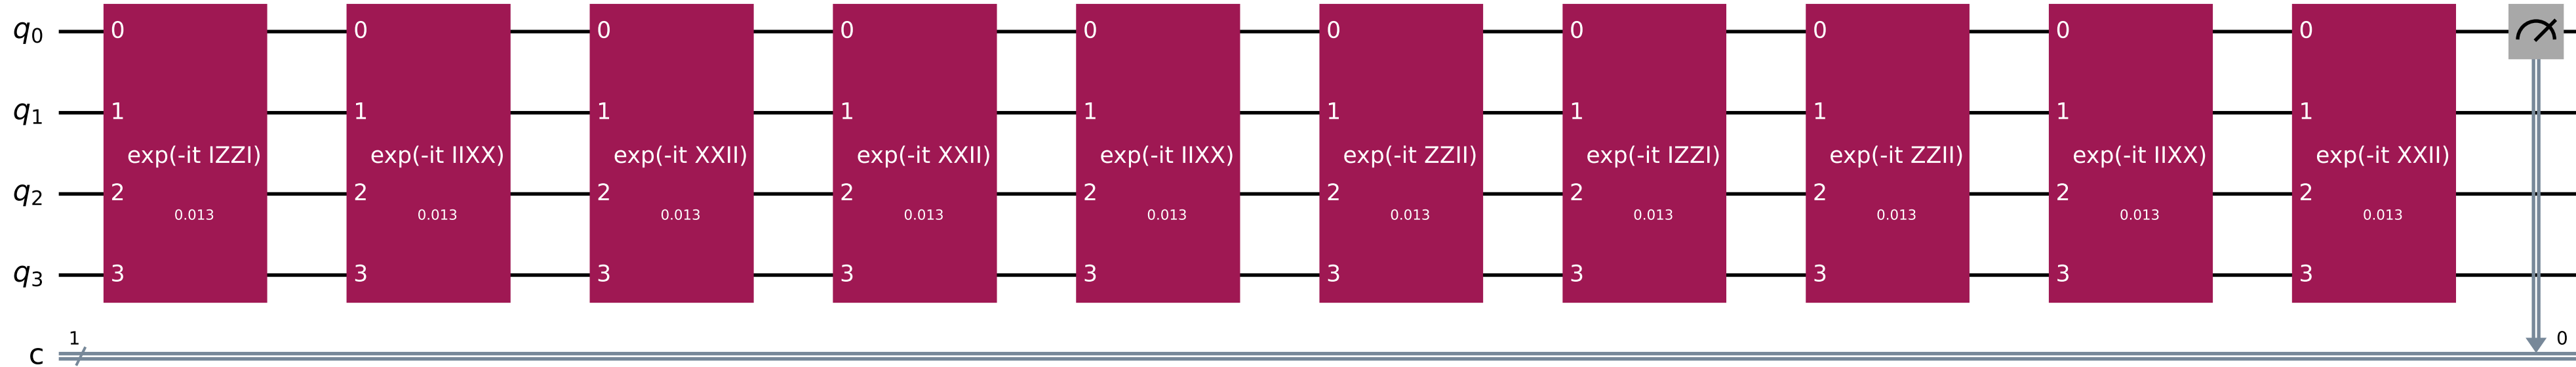 q0 0 0 0 0 0 0 0 0 0 0
q1 1 1 1 1 1 1 1 1 1 1
exp(-it IZZI) exp(-it IIXX) exp(-it XXII) exp(-it XXII) exp(-it IIXX) exp(-it ZZII) exp(-it IZZI) exp(-it ZZII) exp(-it IIXX) exp(-it XXII)
q2 2 2 2 2 2 2 2 2 2 2
0.013 0.013 0.013 0.013 0.013 0.013 0.013 0.013 0.013 0.013
q3 3 3 3 3 3 3 3 3 3 3
1 0
c